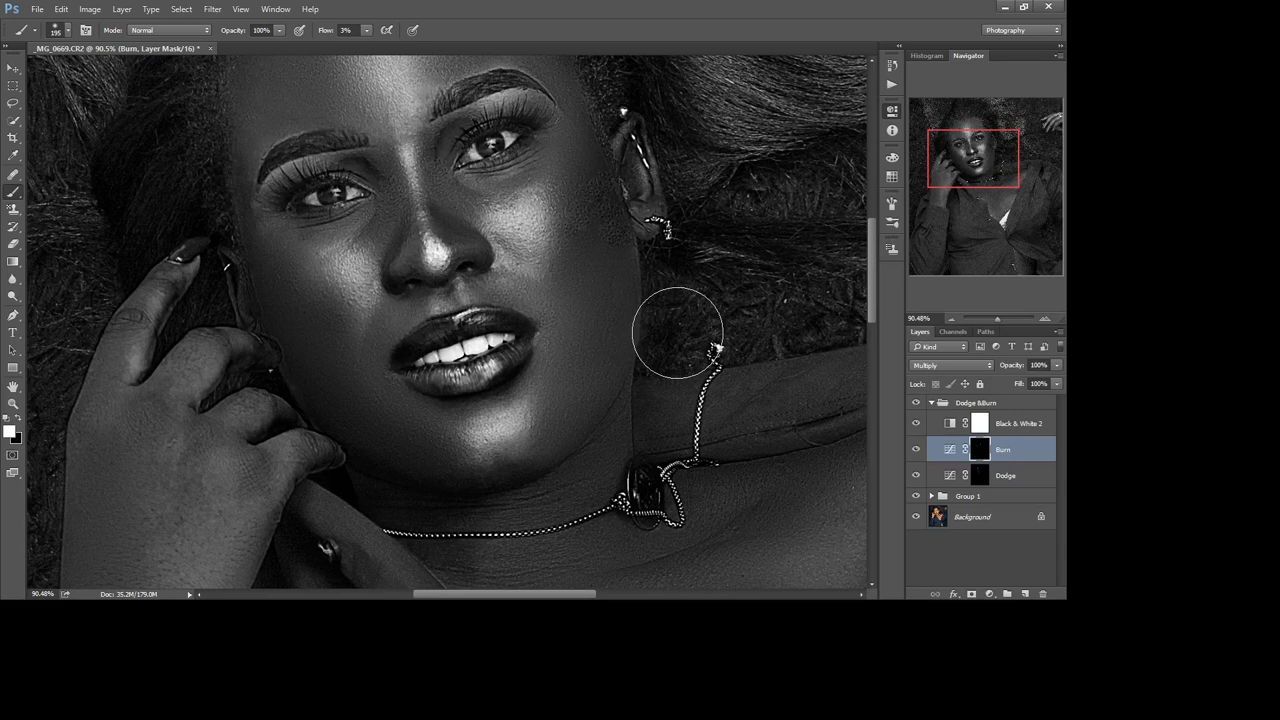 Ps File Edit Image Layer Type Select Filter View Window Help
195 Mode: Normal Opacity: 100% Flow: 3% Photography
_MG_0669.CR2 @ 90.5% (Burn, Layer Mask/16) * ×
Histogram Navigator
90.48%
Layers Channels Paths
Kind
Multiply Opacity: 100%
Lock: Fill: 100%
Dodge &Burn
Black & White 2
Burn
Dodge
Group 1
Background
90.48% Doc: 35.2M/179.0M
fx